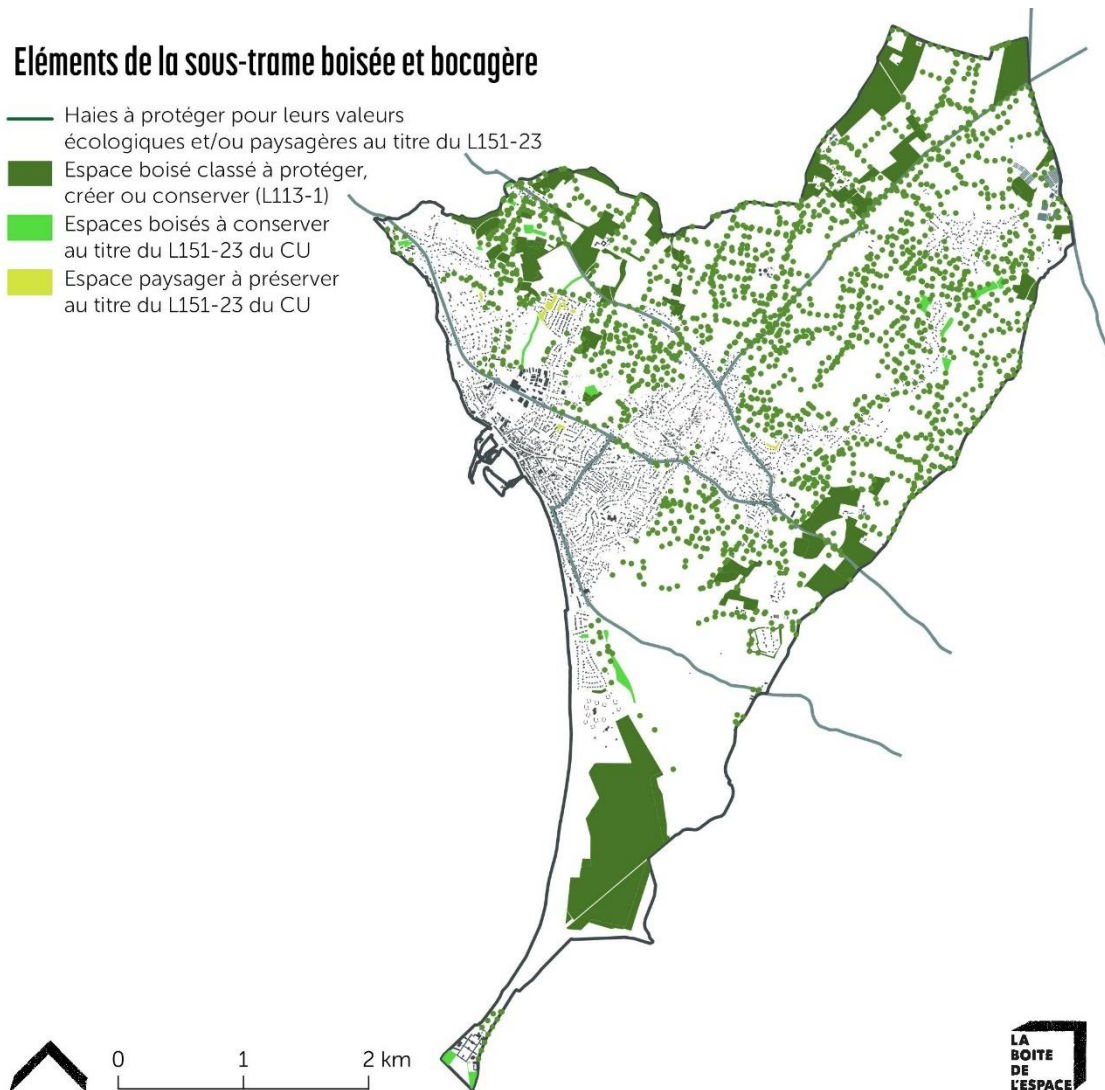 Eléments de la sous-trame boisée et bocagère
Haies à protéger pour leurs valeurs
écologiques et/ou paysagères au titre du L151-23
Espace boisé classé à protéger,
créer ou conserver (L113-1)
Espaces boisés à conserver
au titre du L151-23 du CU
Espace paysager à préserver
au titre du L151-23 du CU
0 1 2 km
LA
BOITE
DE
L'ESPACE